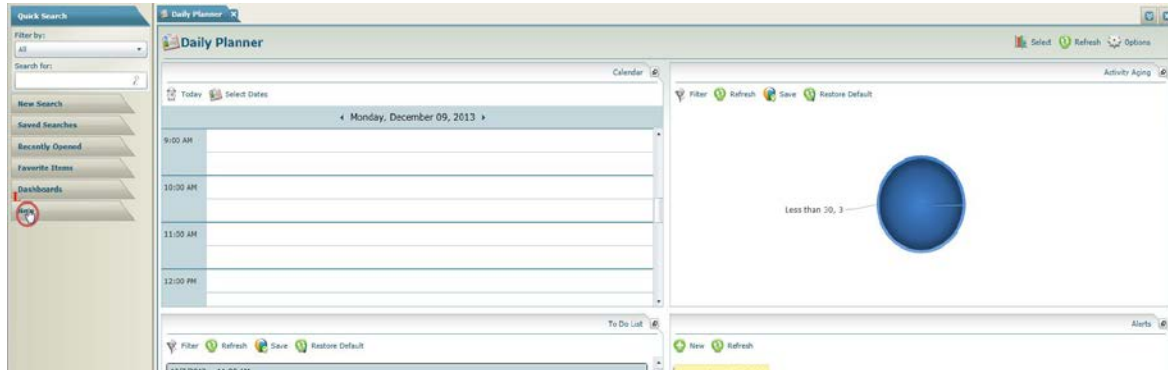 Quick Search
Filter by:
All
Search for:
New Search
Saved Searches
Recently Opened
Favorite Items
Dashboards
New
Daily Planner
Daily Planner
Select Refresh Options
Calendar
Today Select Dates
Monday, December 09, 2013
9:00 AM
10:00 AM
11:00 AM
12:00 PM
Activity Aging
Filter Refresh Save Restore Default
Less than 30, 3
To Do List
Filter Refresh Save Restore Default
Alerts
New Refresh